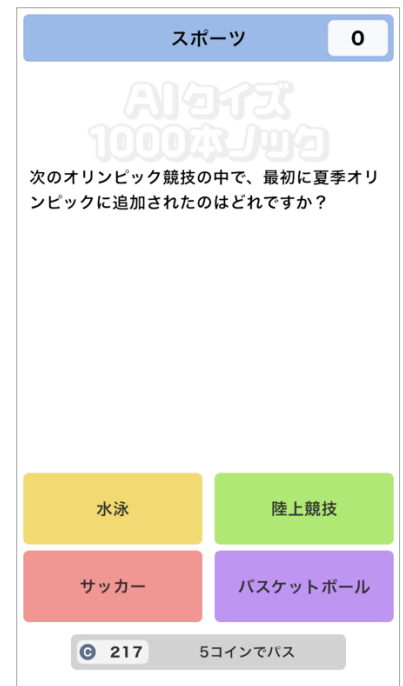 スポーツ
0
AIクイズ
1000本ノック
次のオリンピック競技の中で、最初に夏季オリ
ンピックに追加されたのはどれですか？
水泳
陸上競技
サッカー
バスケットボール
C 217
5コインでパス